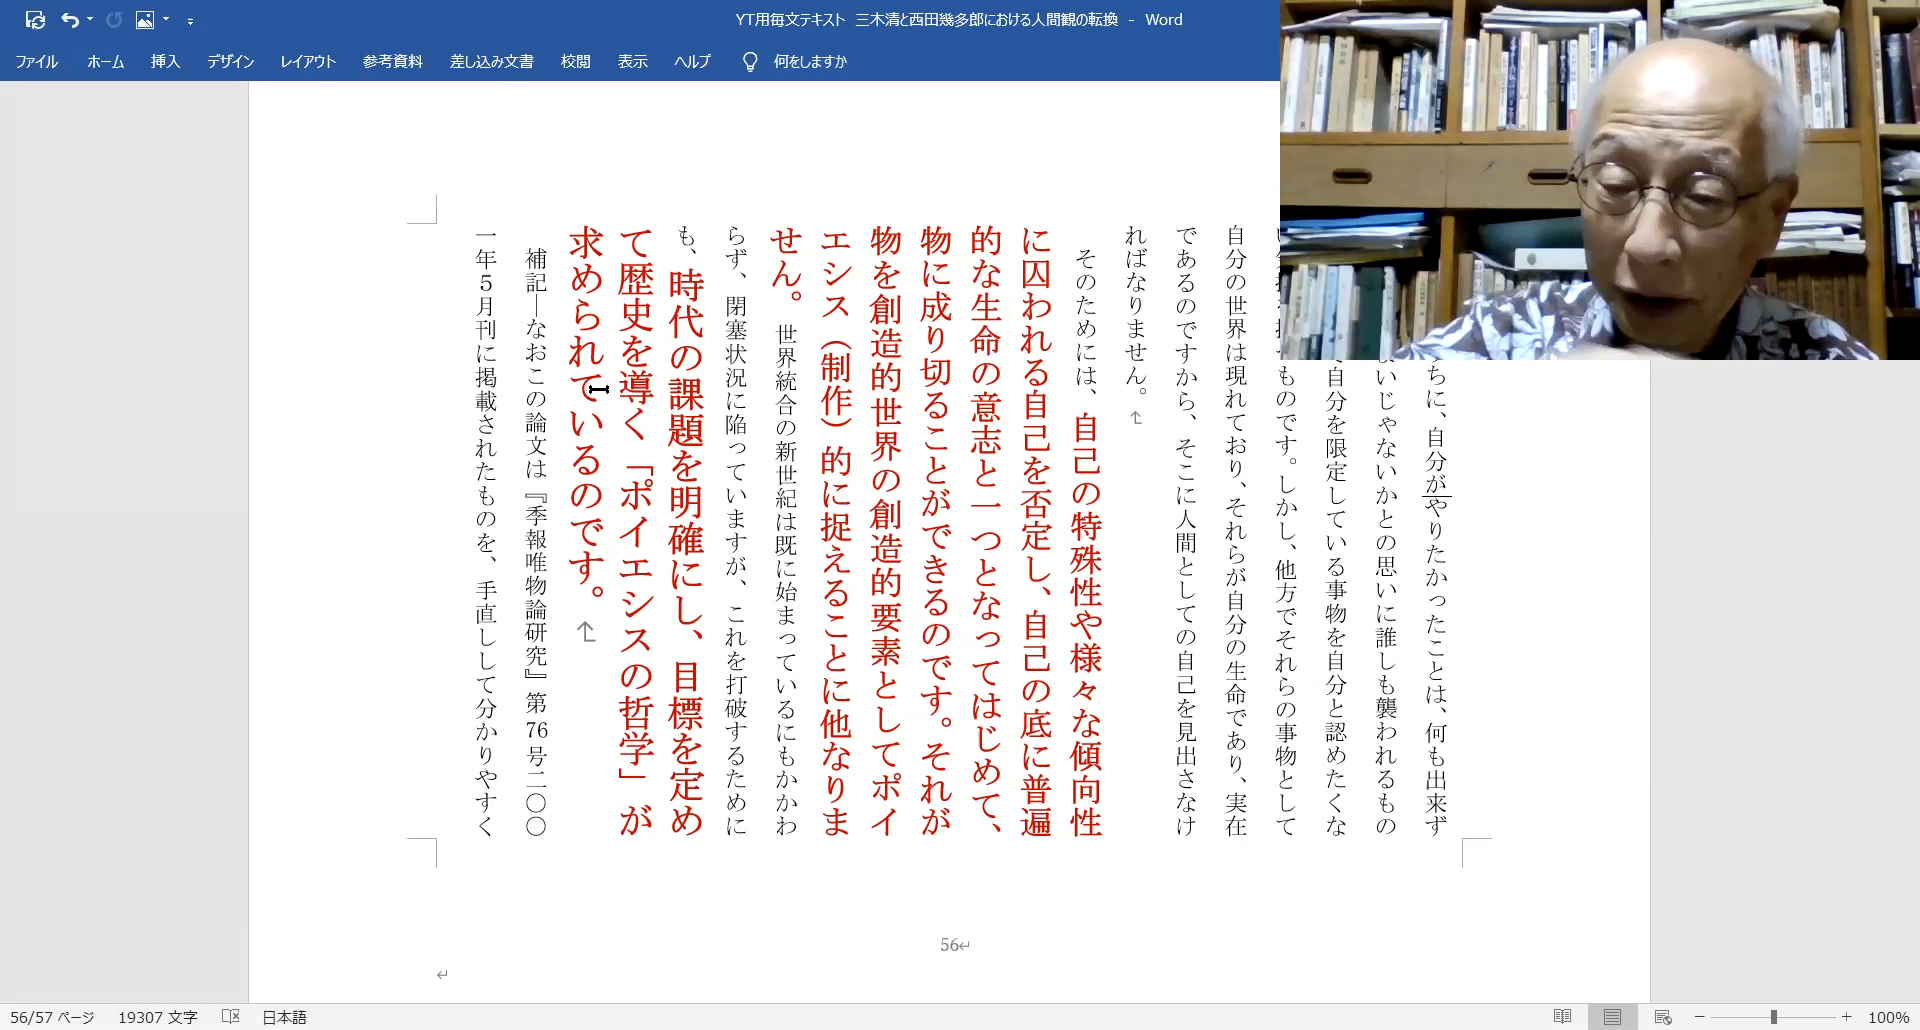 YT用毎文テキスト 三木清と西田幾多郎における人間観の転換 - Word
ファイル ホーム 挿入 デザイン レイアウト 参考資料 差し込み文書 校閲 表示 ヘルプ 何をしますか
ちに、自分がやりたかったことは、何も出来ず
いじゃないかとの思いに誰しも襲われるもの
自分を限定している事物を自分と認めたくな
ものです。しかし、他方でそれらの事物として
自分の世界は現れており、それらが自分の生命であり、実在
であるのですから、そこに人間としての自己を見出さなけ
ればなりません。
そのためには、自己の特殊性や様々な傾向性
に囚われる自己を否定し、自己の底に普遍
的な生命の意志と一つとなってはじめて、
物に成り切ることができるのです。それが
物を創造的世界の創造的要素としてポイ
エシス（制作）的に捉えることに他なりま
せん。世界統合の新世紀は既に始まっているにもかかわ
らず、閉塞状況に陥っていますが、これを打破するために
も、時代の課題を明確にし、目標を定め
て歴史を導く「ポイエシスの哲学」が
求められているのです。
補記―なおこの論文は『季報唯物論研究』第76号二〇〇
一年５月刊に掲載されたものを、手直しして分かりやすく
56
56/57 ページ 19307 文字 日本語 100%